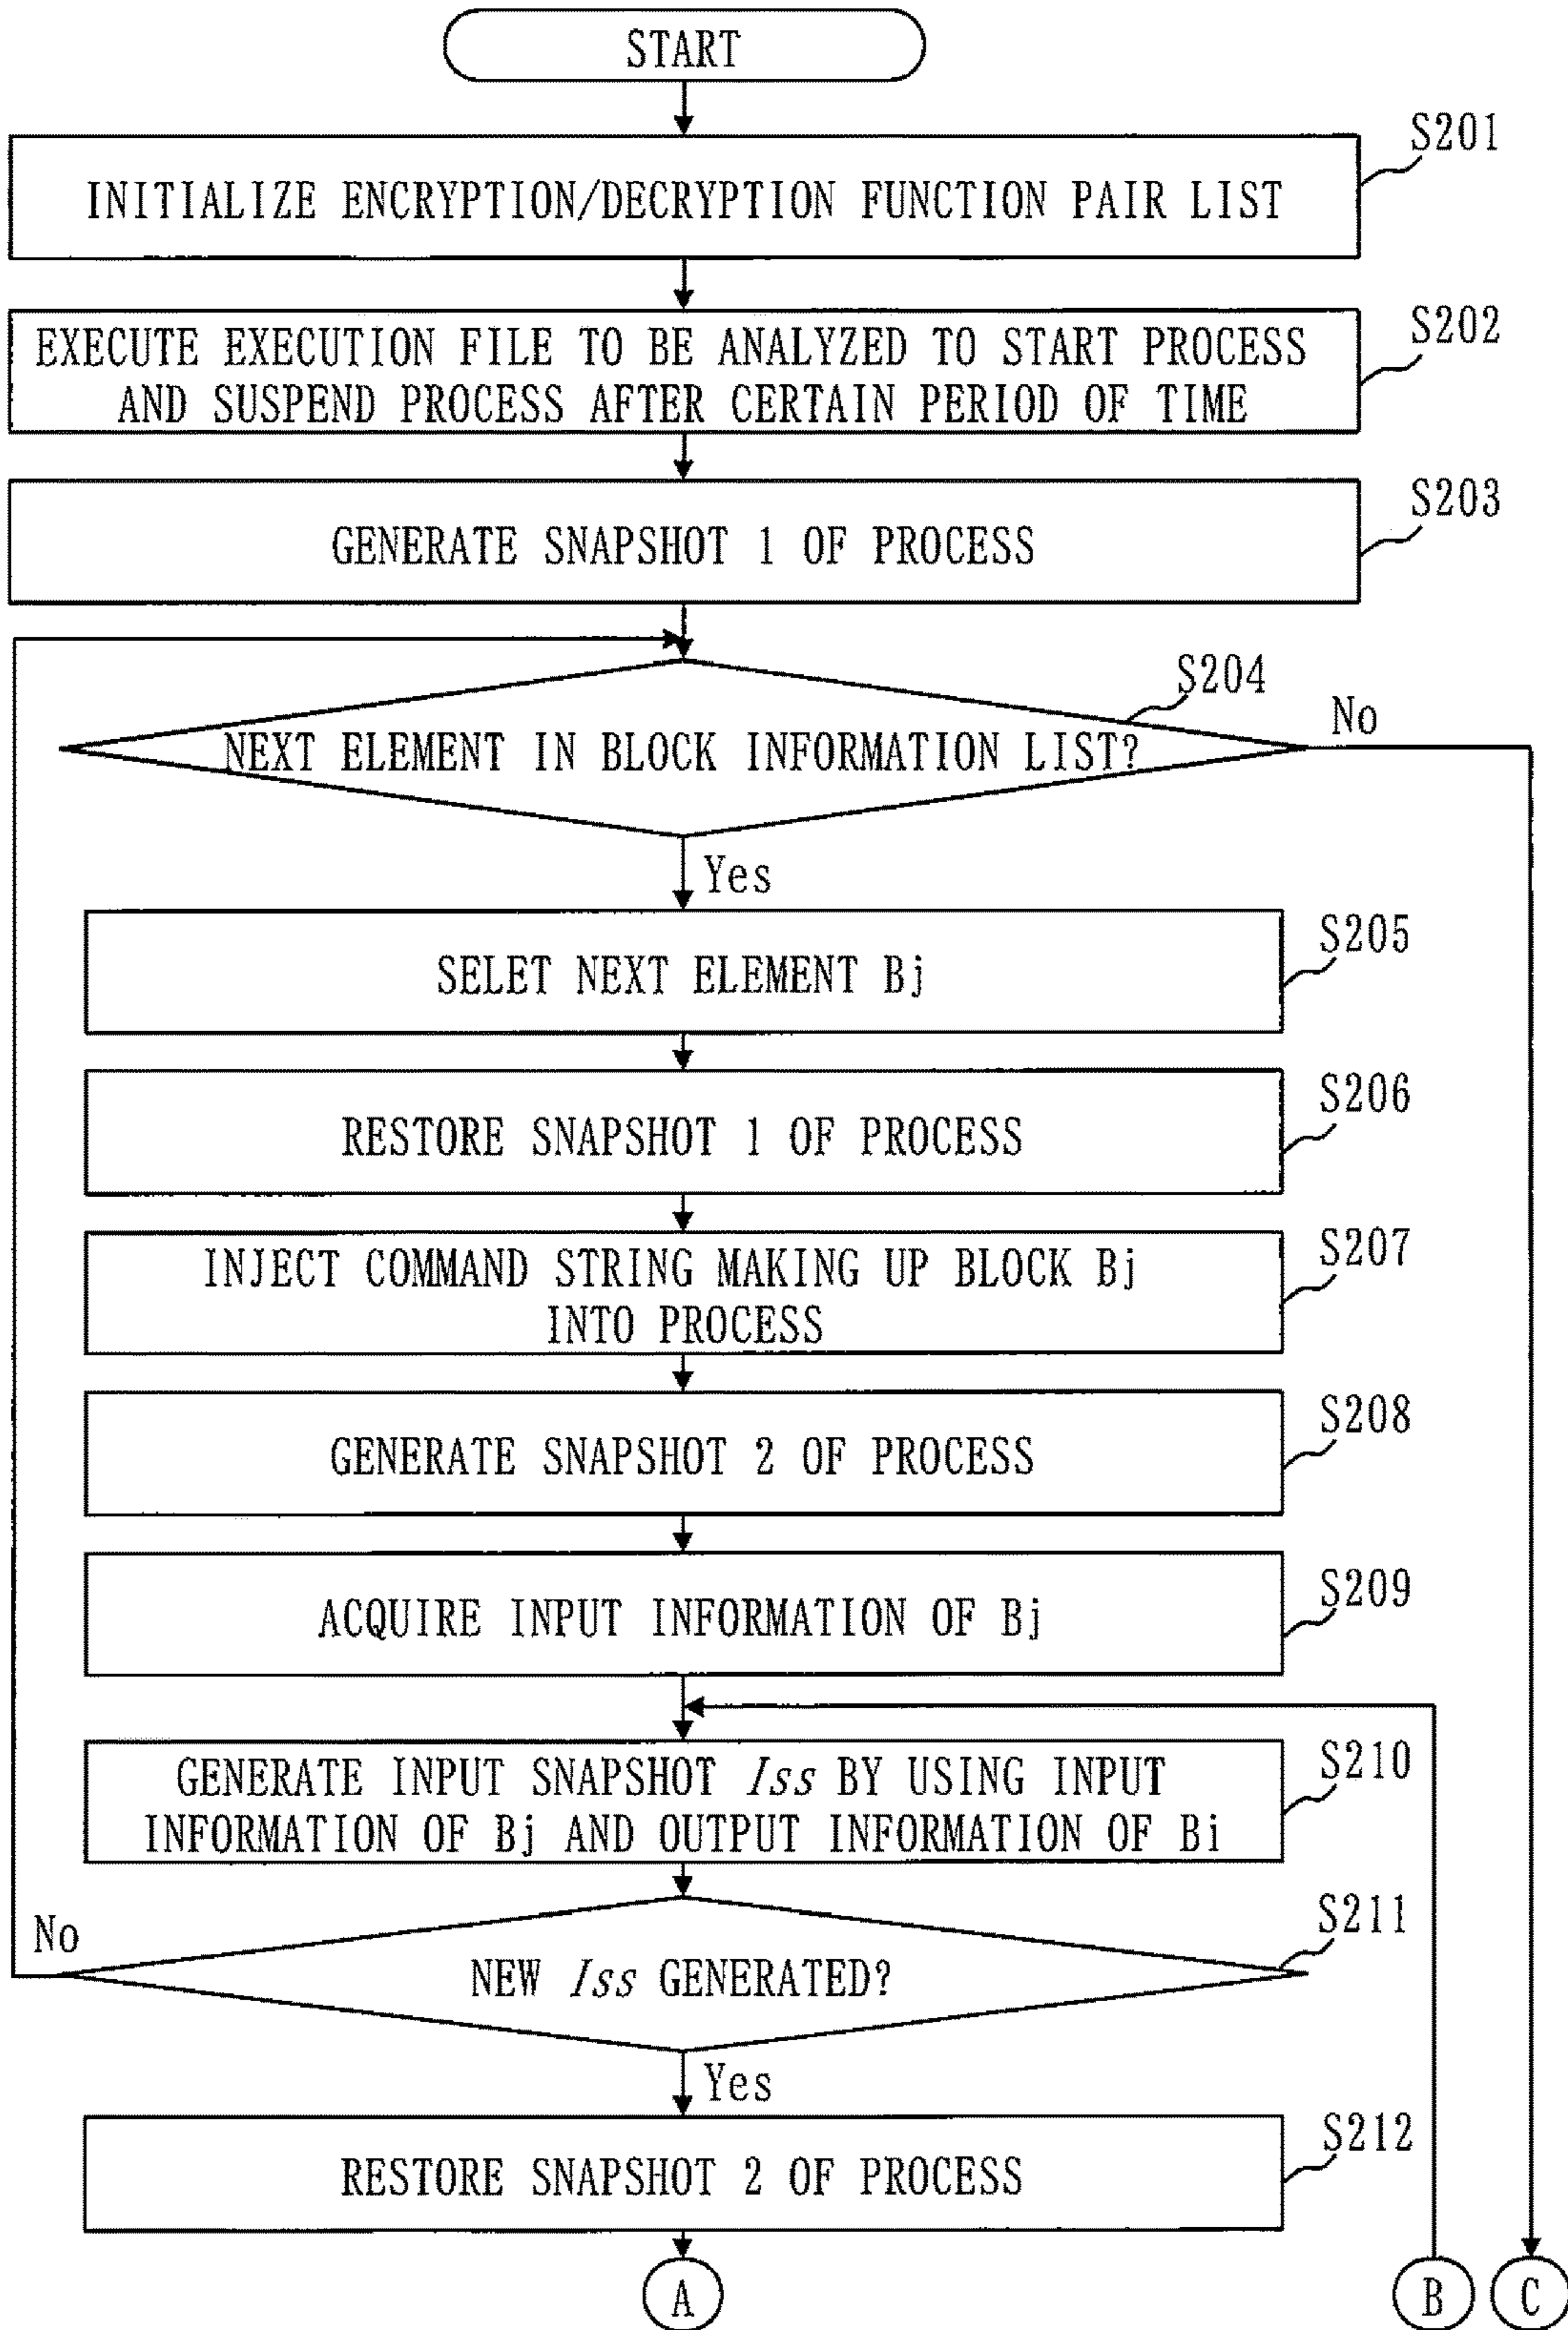 START
S201
INITIALIZE ENCRYPTION/DECRYPTION FUNCTION PAIR LIST
S202
EXECUTE EXECUTION FILE TO BE ANALYZED TO START PROCESS
AND SUSPEND PROCESS AFTER CERTAIN PERIOD OF TIME
S203
GENERATE SNAPSHOT 1 OF PROCESS
S204
No
NEXT ELEMENT IN BLOCK INFORMATION LIST?
Yes
S205
SELET NEXT ELEMENT Bj
S206
RESTORE SNAPSHOT 1 OF PROCESS
S207
INJECT COMMAND STRING MAKING UP BLOCK Bj
INTO PROCESS
S208
GENERATE SNAPSHOT 2 OF PROCESS
S209
ACQUIRE INPUT INFORMATION OF Bj
S210
GENERATE INPUT SNAPSHOT Iss BY USING INPUT
INFORMATION OF Bj AND OUTPUT INFORMATION OF Bi
S211
No
NEW Iss GENERATED?
Yes
S212
RESTORE SNAPSHOT 2 OF PROCESS
A
B
C